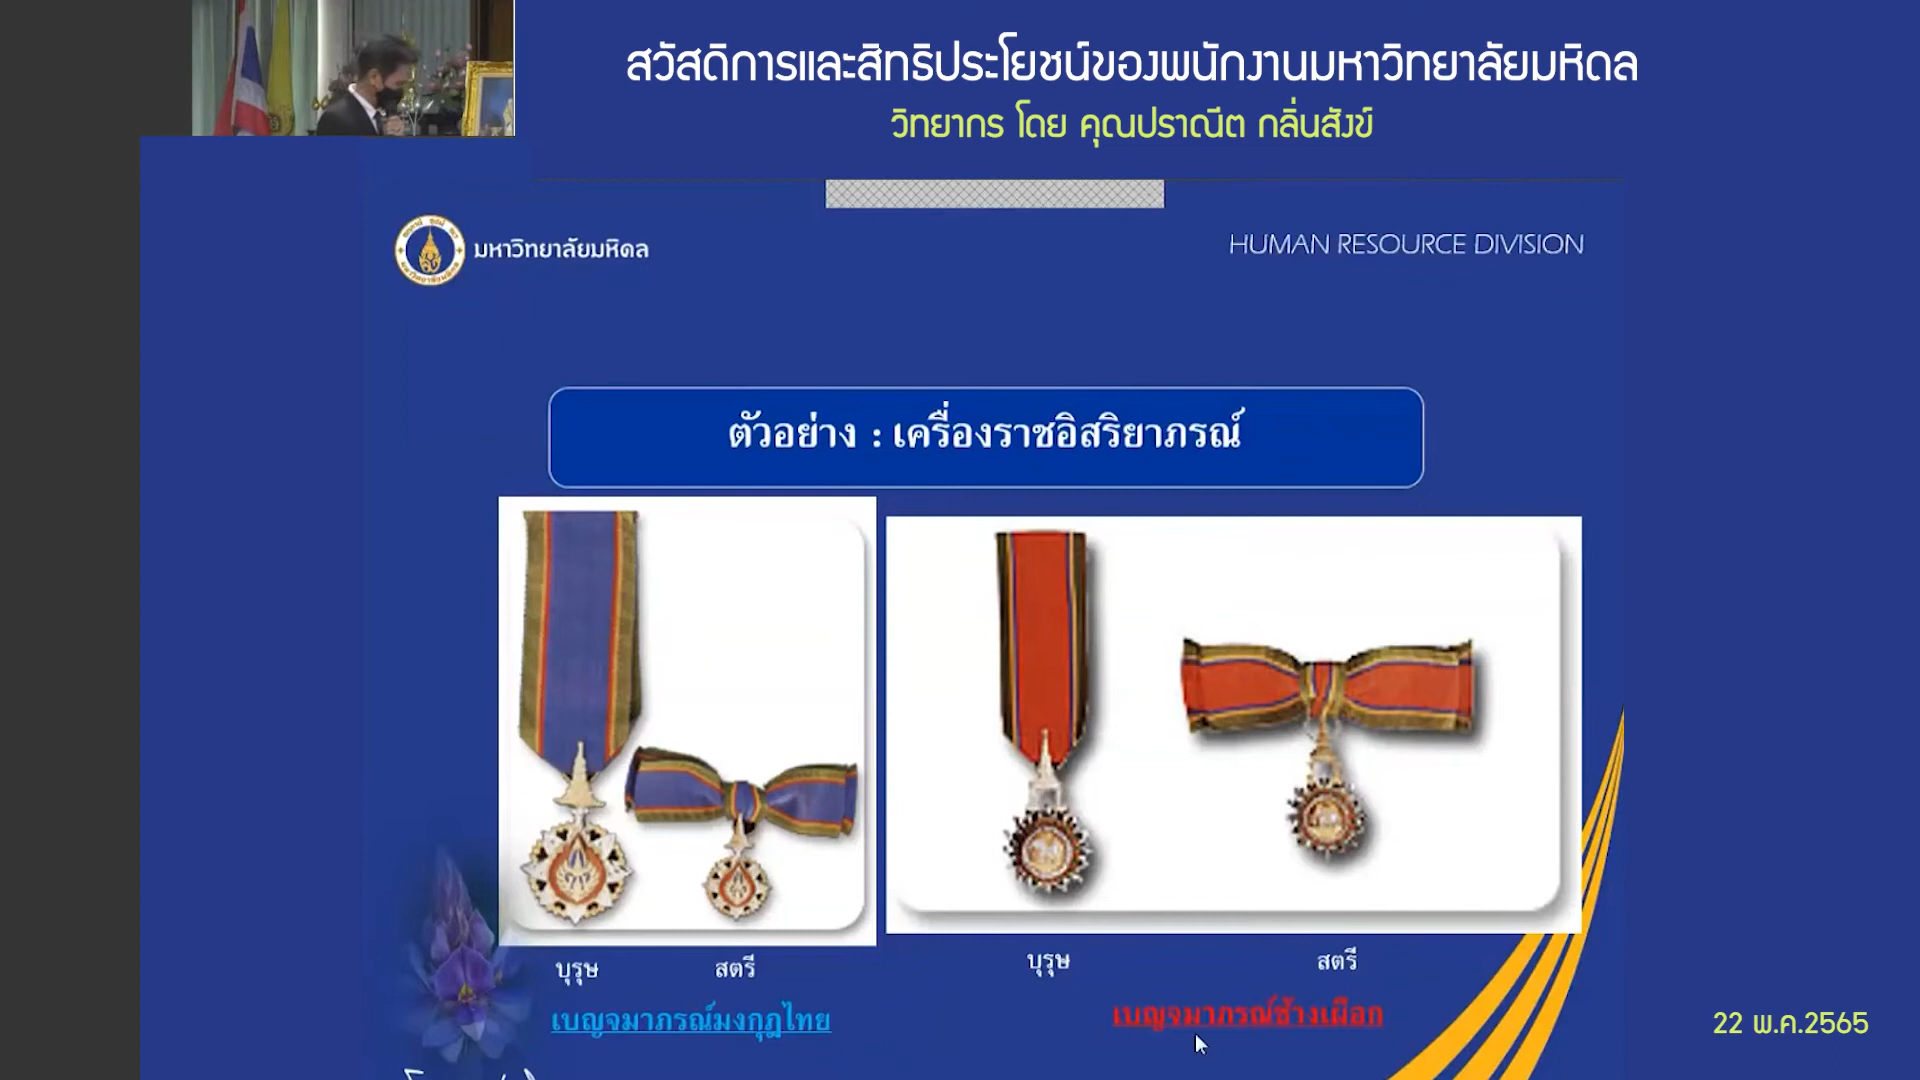 สวัสดิการและสิทธิประโยชน์ของพนักงานมหาวิทยาลัยมหิดล
วิทยากร โดย คุณปราณีต กลิ่นสังข์
มหาวิทยาลัยมหิดล
HUMAN RESOURCE DIVISION
ตัวอย่าง : เครื่องราชอิสริยาภรณ์
บุรุษ สตรี
บุรุษ สตรี
เบญจมาภรณ์มงกุฎไทย
เบญจมาภรณ์ช้างเผือก
22 พ.ค.2565